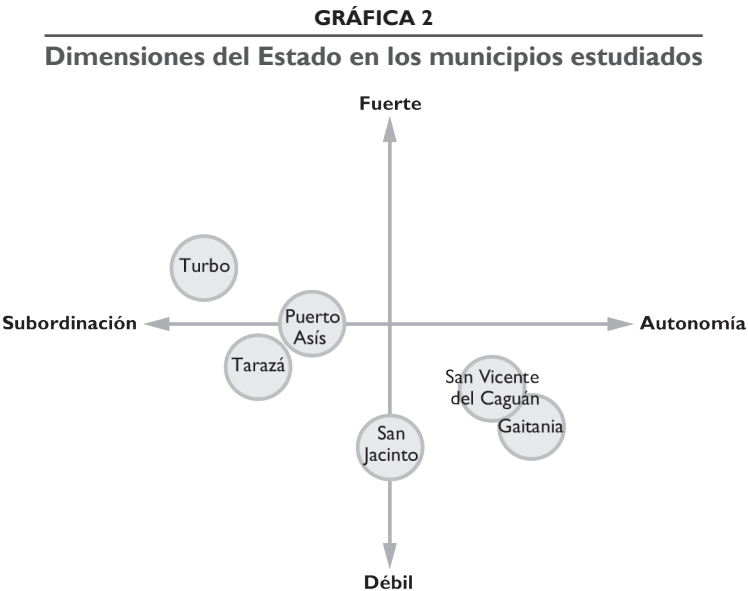 GRÁFICA 2
Dimensiones del Estado en los municipios estudiados
Fuerte
Turbo
Subordinación
Puerto
Asís
Autonomía
Tarazá
San Vicente
del Caguán
Gaitania
San
Jacinto
Débil